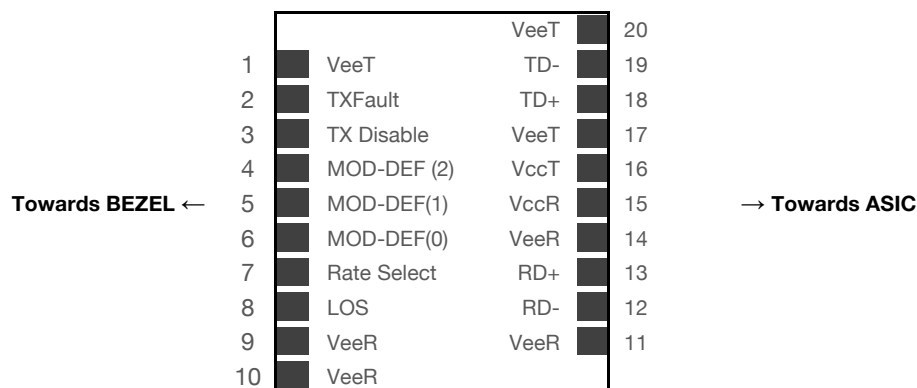 VeeT 20
1 VeeT TD- 19
2 TXFault TD+ 18
3 TX Disable VeeT 17
4 MOD-DEF (2) VccT 16
Towards BEZEL ← 5 MOD-DEF(1) VccR 15 → Towards ASIC
6 MOD-DEF(0) VeeR 14
7 Rate Select RD+ 13
8 LOS RD- 12
9 VeeR VeeR 11
10 VeeR